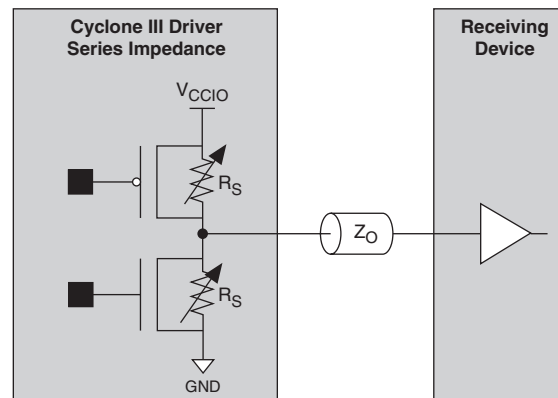 Cyclone III Driver
Series Impedance
Receiving
Device
VCCIO
RS
ZO
RS
GND